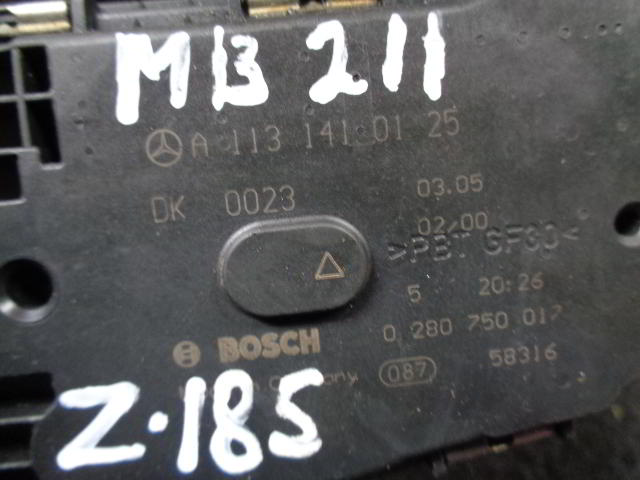 MB 211
A 113 141 01 25
DK 0023 03.05
02/00
>PBT GF30<
5 20:26
BOSCH 0 280 750 017
Germany 087 58316
Z-185